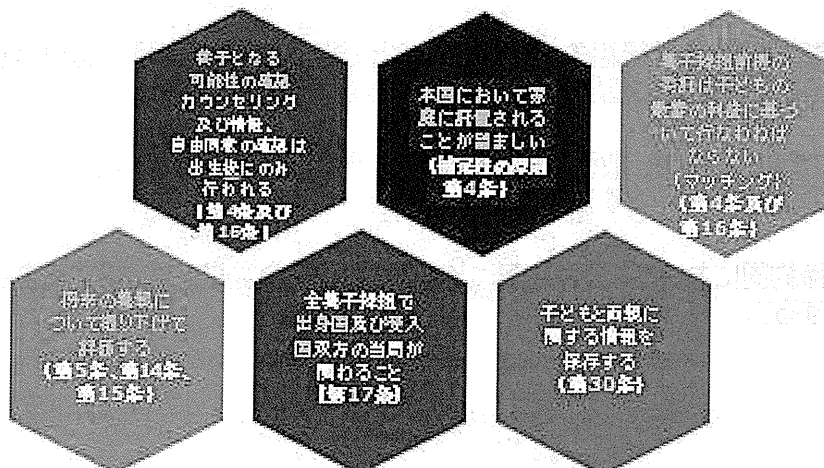 養子となる
可能性の確認
カウンセリング
及び情報、
自由同意の確認は
出生後にのみ
行われる
(第4条及び
第16条)
本国において家
庭に託置される
ことが望ましい
(補完性の原則
第4条)
養子縁組前提の
委託は子どもの
最善の利益に基づ
いて行なわねば
ならない
(マッチング)
(第4条及び
第16条)
将来の養親に
ついて掘り下げて
評価する
(第5条、第14条、
第15条)
全養子縁組で
出身国及び受入
国双方の当局が
関わること
(第17条)
子どもと両親に
関する情報を
保存する
(第30条)